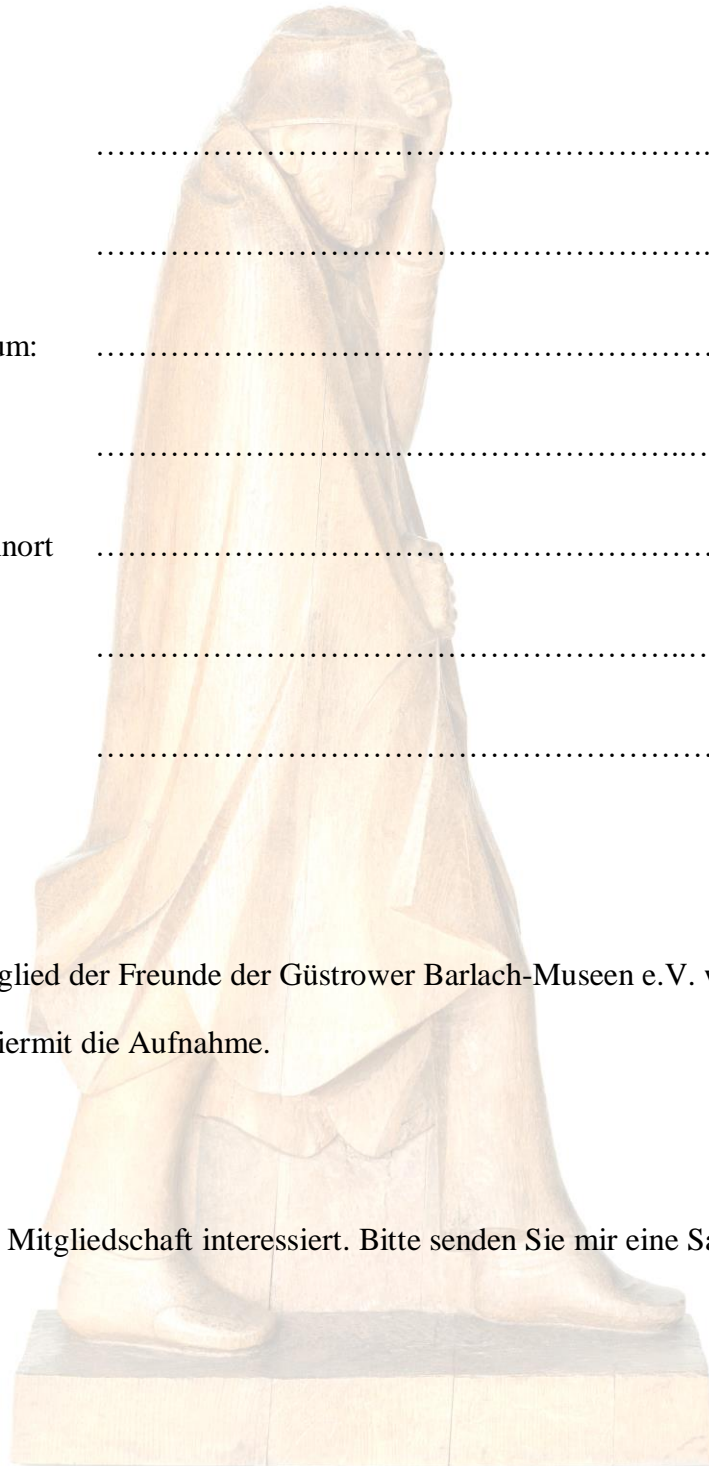 ………………………………………………….
………………………………………………….
um: …………………………………………………
………………………………………………..…
nort …………………………………………………
………………………………………………..…
…………………………………………………
glied der Freunde der Güstrower Barlach-Museen e.V. w
iermit die Aufnahme.
Mitgliedschaft interessiert. Bitte senden Sie mir eine Sa